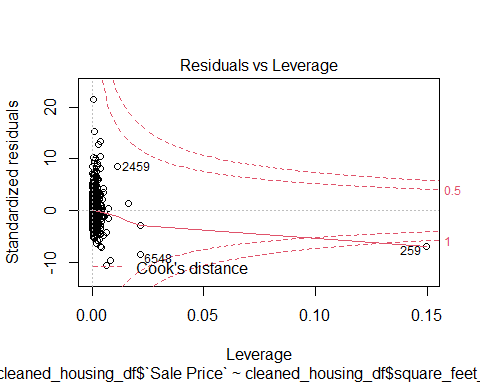 Residuals vs Leverage
Standardized residuals
20
10
0
-10
2459
6548
259
0.5
1
Cook's distance
0.00
0.05
0.10
0.15
Leverage
cleaned_housing_df$`Sale Price` ~ cleaned_housing_df$square_feet_